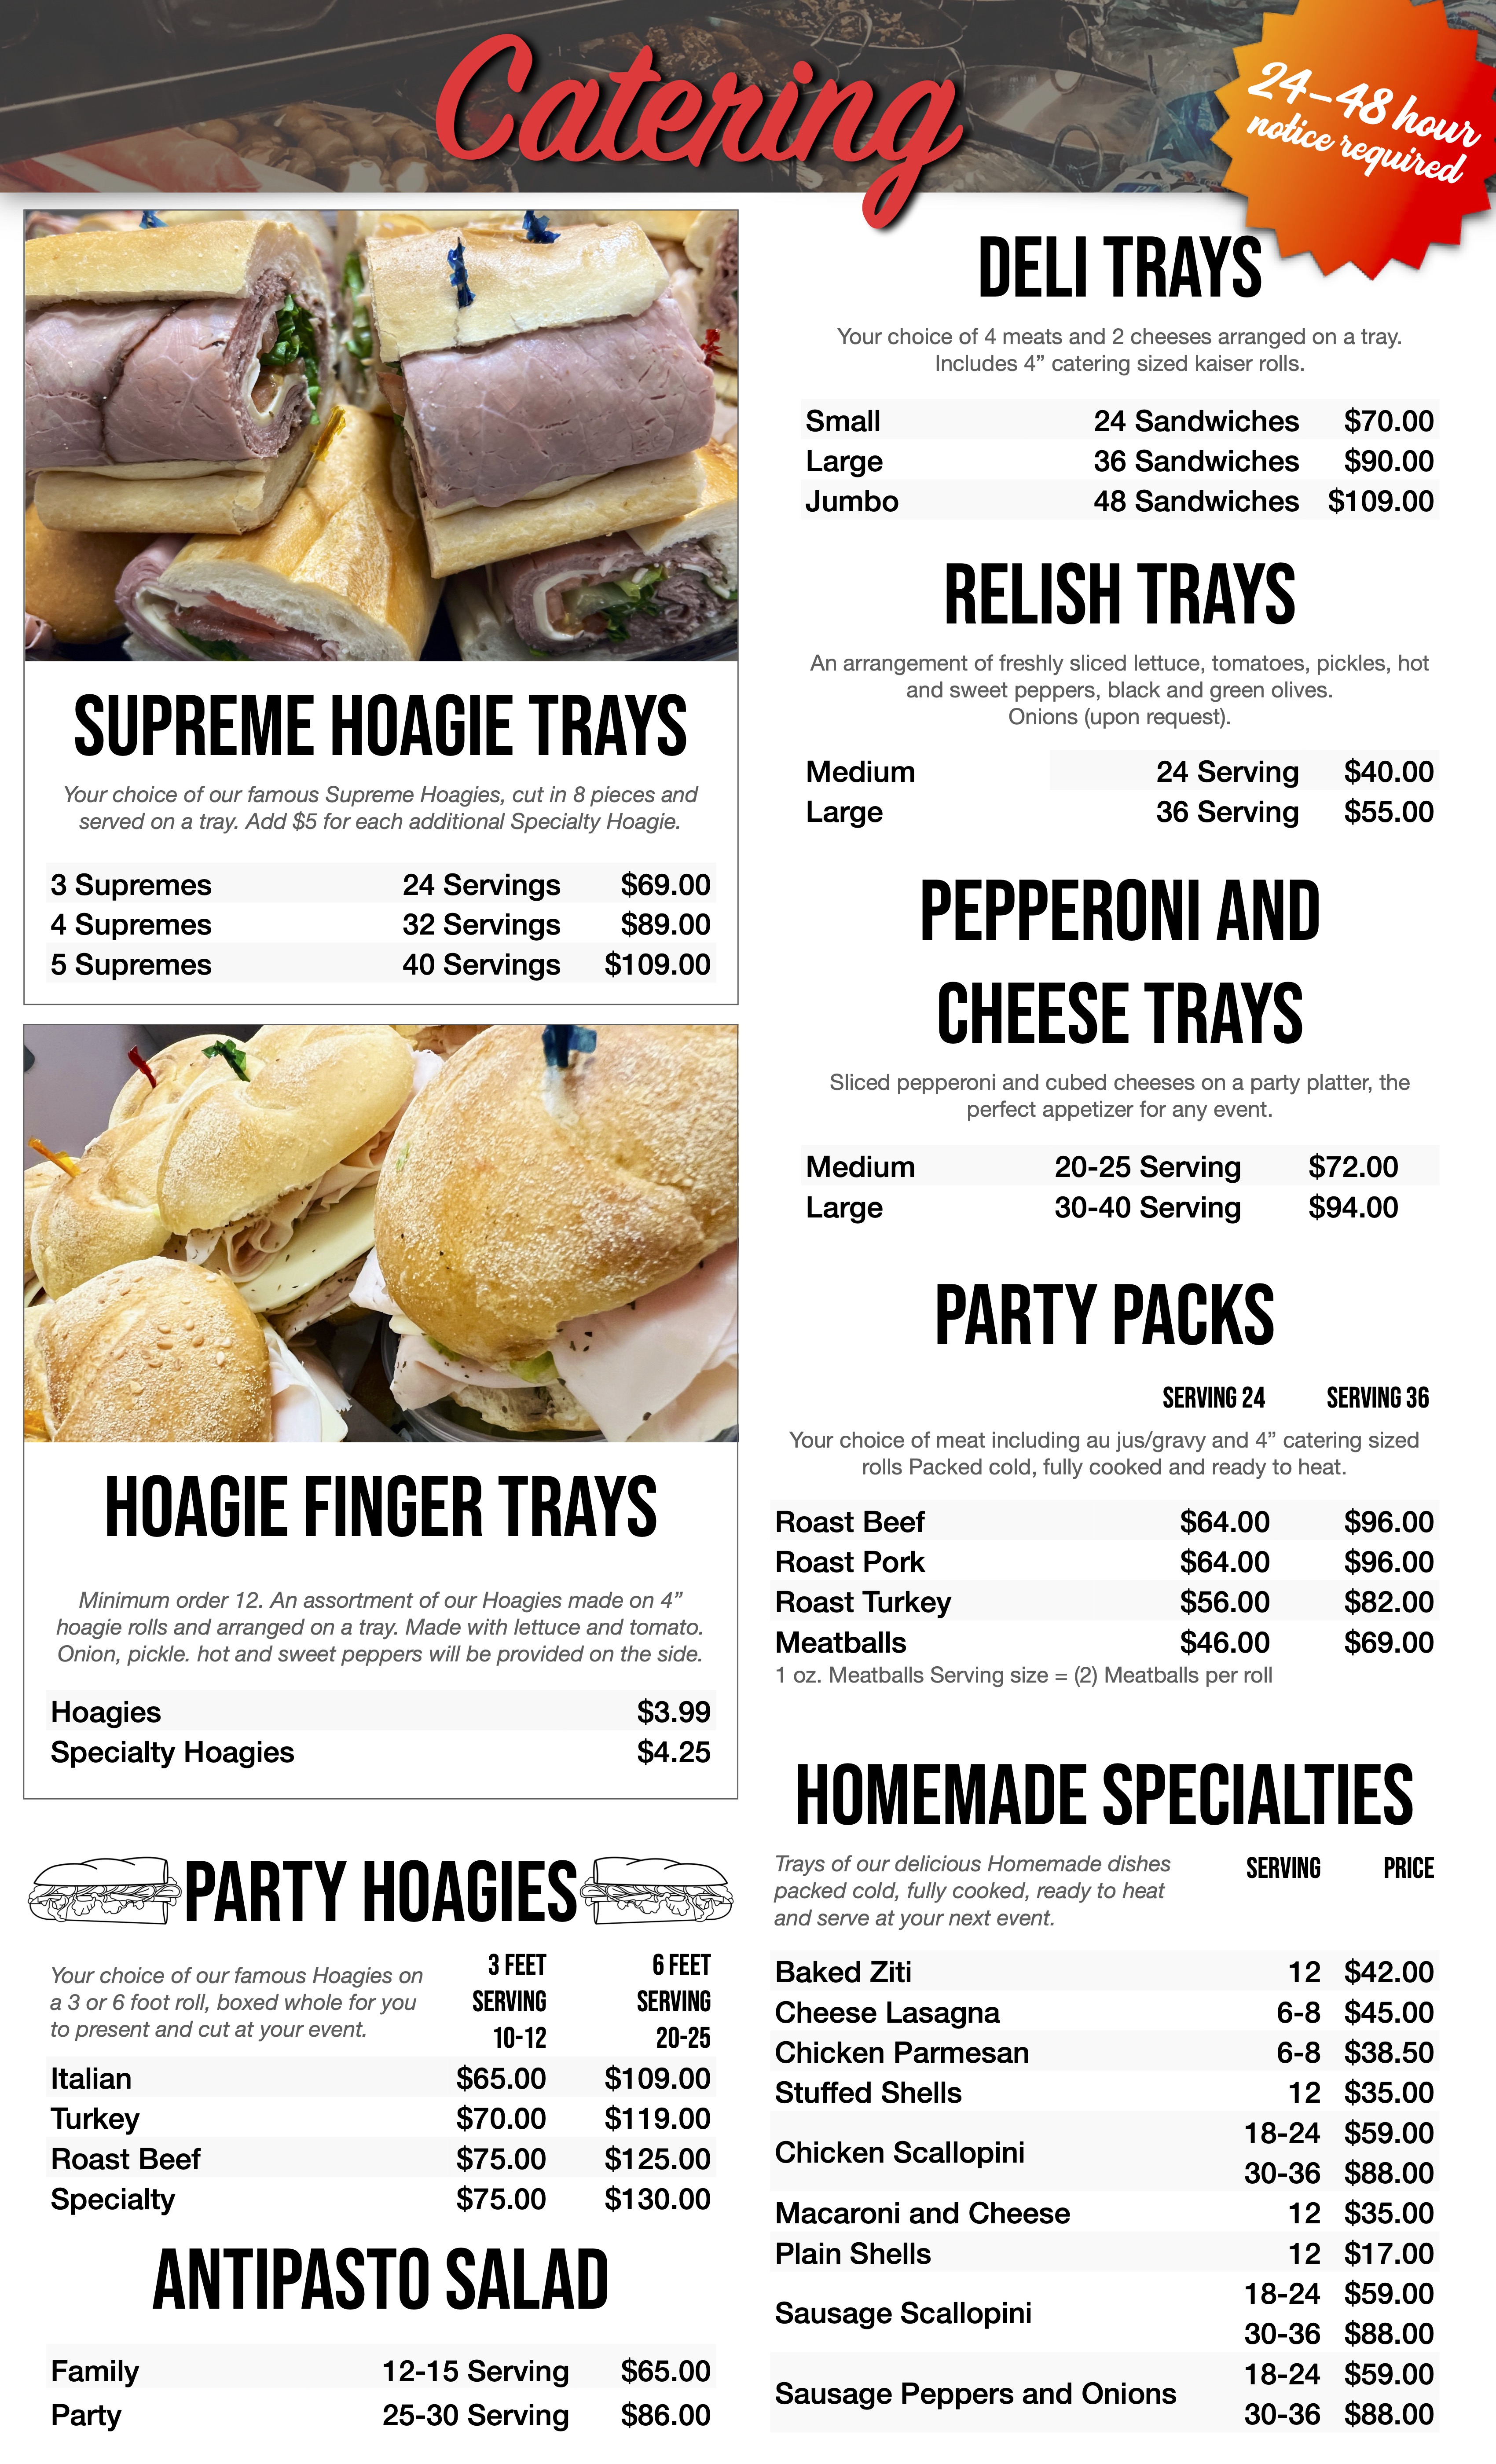 Catering
24–48 hour
notice required
SUPREME HOAGIE TRAYS
Your choice of our famous Supreme Hoagies, cut in 8 pieces and
served on a tray. Add $5 for each additional Specialty Hoagie.
3 Supremes 24 Servings $69.00
4 Supremes 32 Servings $89.00
5 Supremes 40 Servings $109.00
HOAGIE FINGER TRAYS
Minimum order 12. An assortment of our Hoagies made on 4”
hoagie rolls and arranged on a tray. Made with lettuce and tomato.
Onion, pickle. hot and sweet peppers will be provided on the side.
Hoagies $3.99
Specialty Hoagies $4.25
PARTY HOAGIES
Your choice of our famous Hoagies on
a 3 or 6 foot roll, boxed whole for you
to present and cut at your event.
3 FEET 6 FEET
SERVING SERVING
10-12 20-25
Italian $65.00 $109.00
Turkey $70.00 $119.00
Roast Beef $75.00 $125.00
Specialty $75.00 $130.00
ANTIPASTO SALAD
Family 12-15 Serving $65.00
Party 25-30 Serving $86.00
DELI TRAYS
Your choice of 4 meats and 2 cheeses arranged on a tray.
Includes 4” catering sized kaiser rolls.
Small 24 Sandwiches $70.00
Large 36 Sandwiches $90.00
Jumbo 48 Sandwiches $109.00
RELISH TRAYS
An arrangement of freshly sliced lettuce, tomatoes, pickles, hot
and sweet peppers, black and green olives.
Onions (upon request).
Medium 24 Serving $40.00
Large 36 Serving $55.00
PEPPERONI AND
CHEESE TRAYS
Sliced pepperoni and cubed cheeses on a party platter, the
perfect appetizer for any event.
Medium 20-25 Serving $72.00
Large 30-40 Serving $94.00
PARTY PACKS
SERVING 24 SERVING 36
Your choice of meat including au jus/gravy and 4” catering sized
rolls Packed cold, fully cooked and ready to heat.
Roast Beef $64.00 $96.00
Roast Pork $64.00 $96.00
Roast Turkey $56.00 $82.00
Meatballs $46.00 $69.00
1 oz. Meatballs Serving size = (2) Meatballs per roll
HOMEMADE SPECIALTIES
Trays of our delicious Homemade dishes
packed cold, fully cooked, ready to heat
and serve at your next event.
SERVING PRICE
Baked Ziti 12 $42.00
Cheese Lasagna 6-8 $45.00
Chicken Parmesan 6-8 $38.50
Stuffed Shells 12 $35.00
Chicken Scallopini 18-24 $59.00
30-36 $88.00
Macaroni and Cheese 12 $35.00
Plain Shells 12 $17.00
Sausage Scallopini 18-24 $59.00
30-36 $88.00
Sausage Peppers and Onions 18-24 $59.00
30-36 $88.00